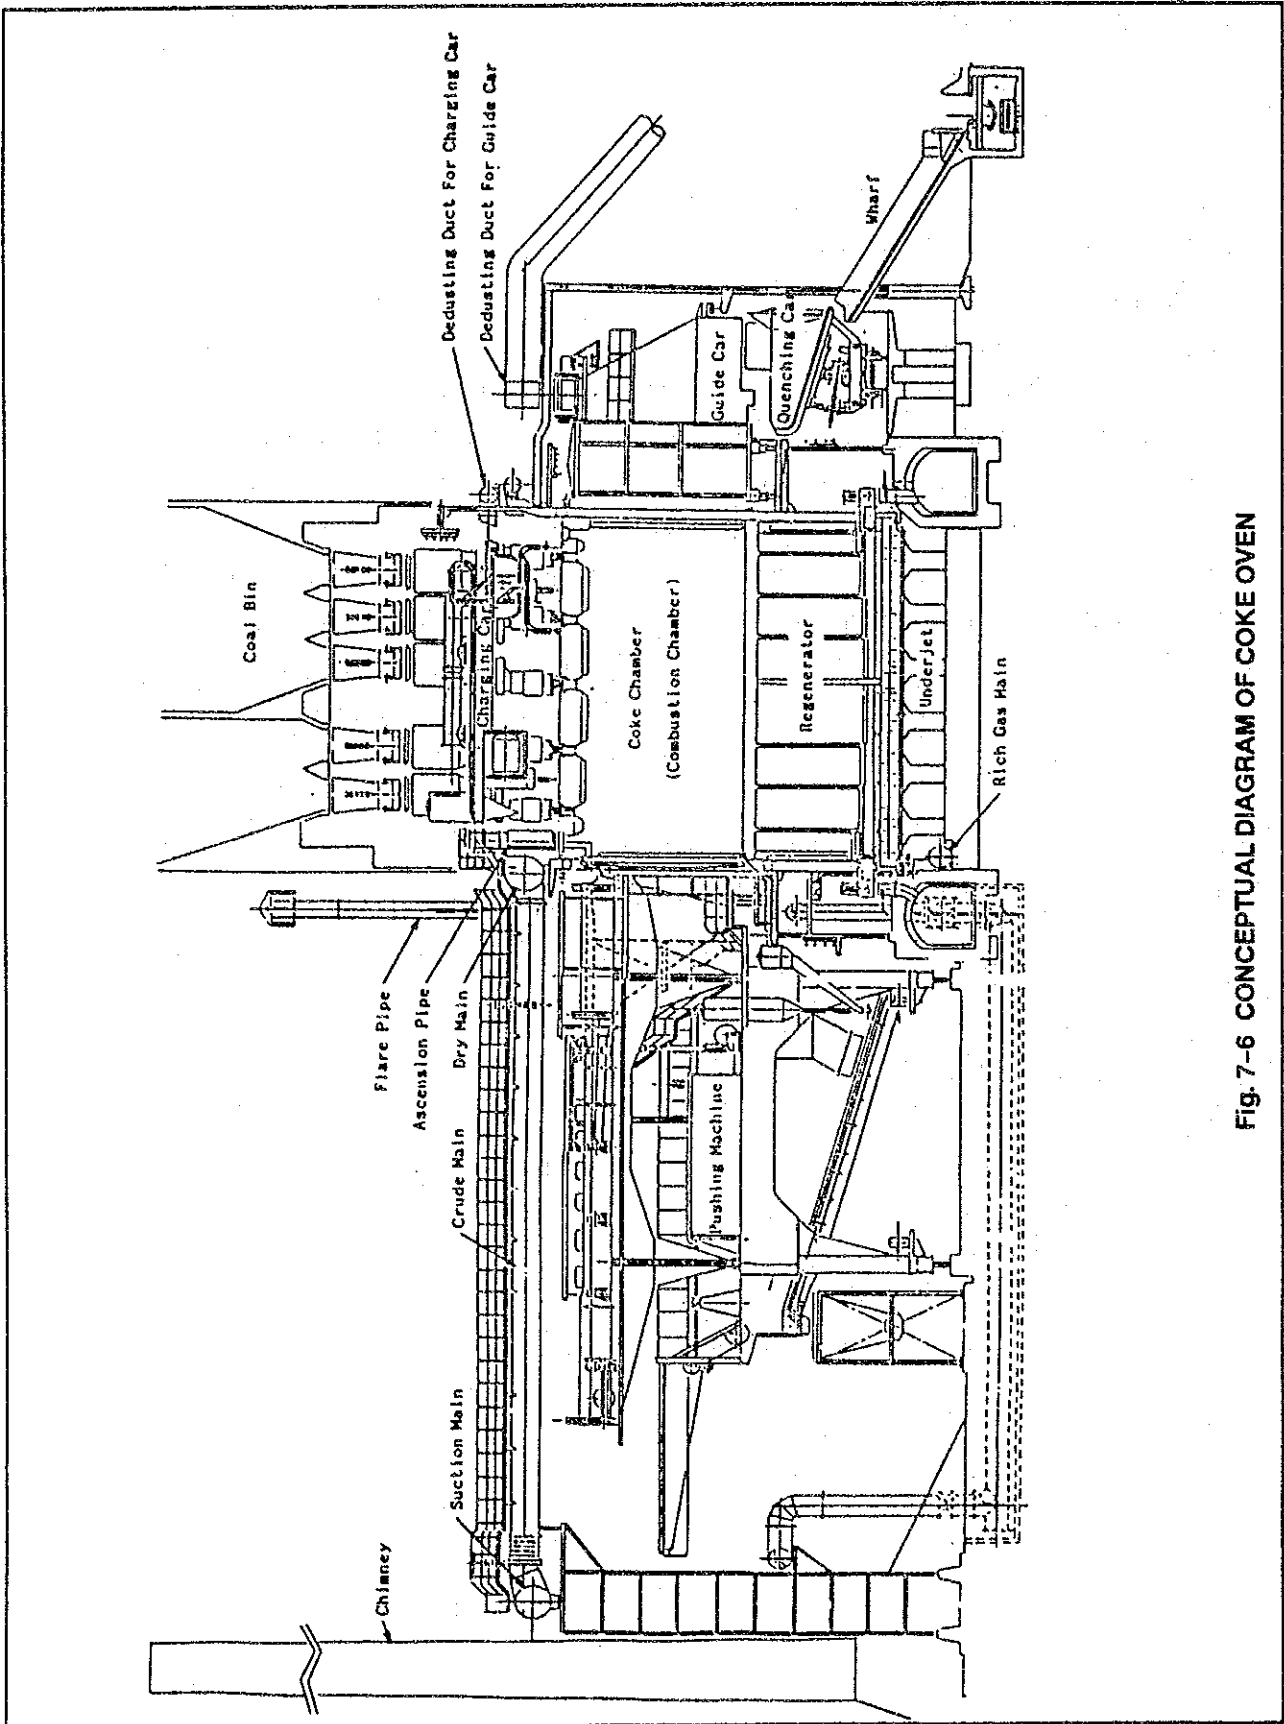 Chimney
Suction Main
Crude Main
Flare Pipe
Ascension Pipe
Dry Main
Coal Bin
Dedusting Duct For Charging Car
Dedusting Duct For Guide Car
Charging Car
Coke Chamber
(Combustion Chamber)
Regenerator
Underjet
Rich Gas Main
Pushing Machine
Guide Car
Quenching Car
Wharf
Fig. 7-6 CONCEPTUAL DIAGRAM OF COKE OVEN